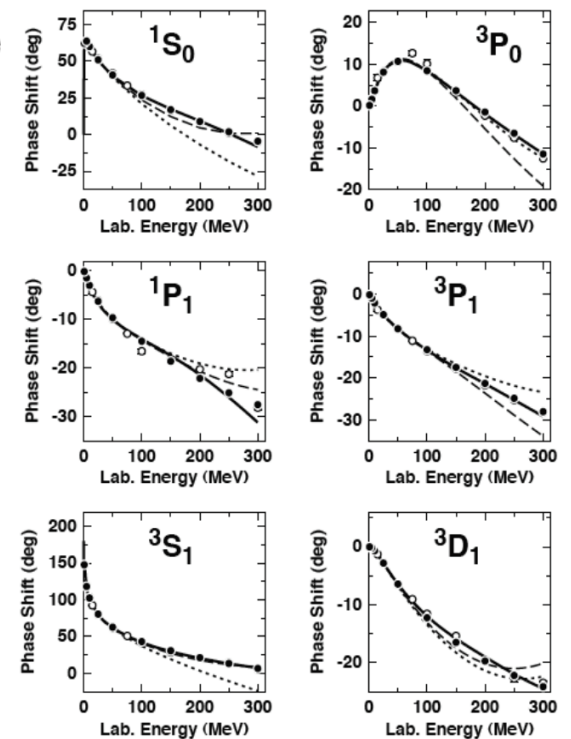 75
50
25
0
-25
Phase Shift (deg)
¹S₀
0 100 200 300
Lab. Energy (MeV)
20
10
0
-10
-20
Phase Shift (deg)
³P₀
0 100 200 300
Lab. Energy (MeV)
0
-10
-20
-30
Phase Shift (deg)
¹P₁
0 100 200 300
Lab. Energy (MeV)
0
-10
-20
-30
Phase Shift (deg)
³P₁
0 100 200 300
Lab. Energy (MeV)
200
150
100
50
0
Phase Shift (deg)
³S₁
0 100 200 300
Lab. Energy (MeV)
0
-10
-20
Phase Shift (deg)
³D₁
0 100 200 300
Lab. Energy (MeV)